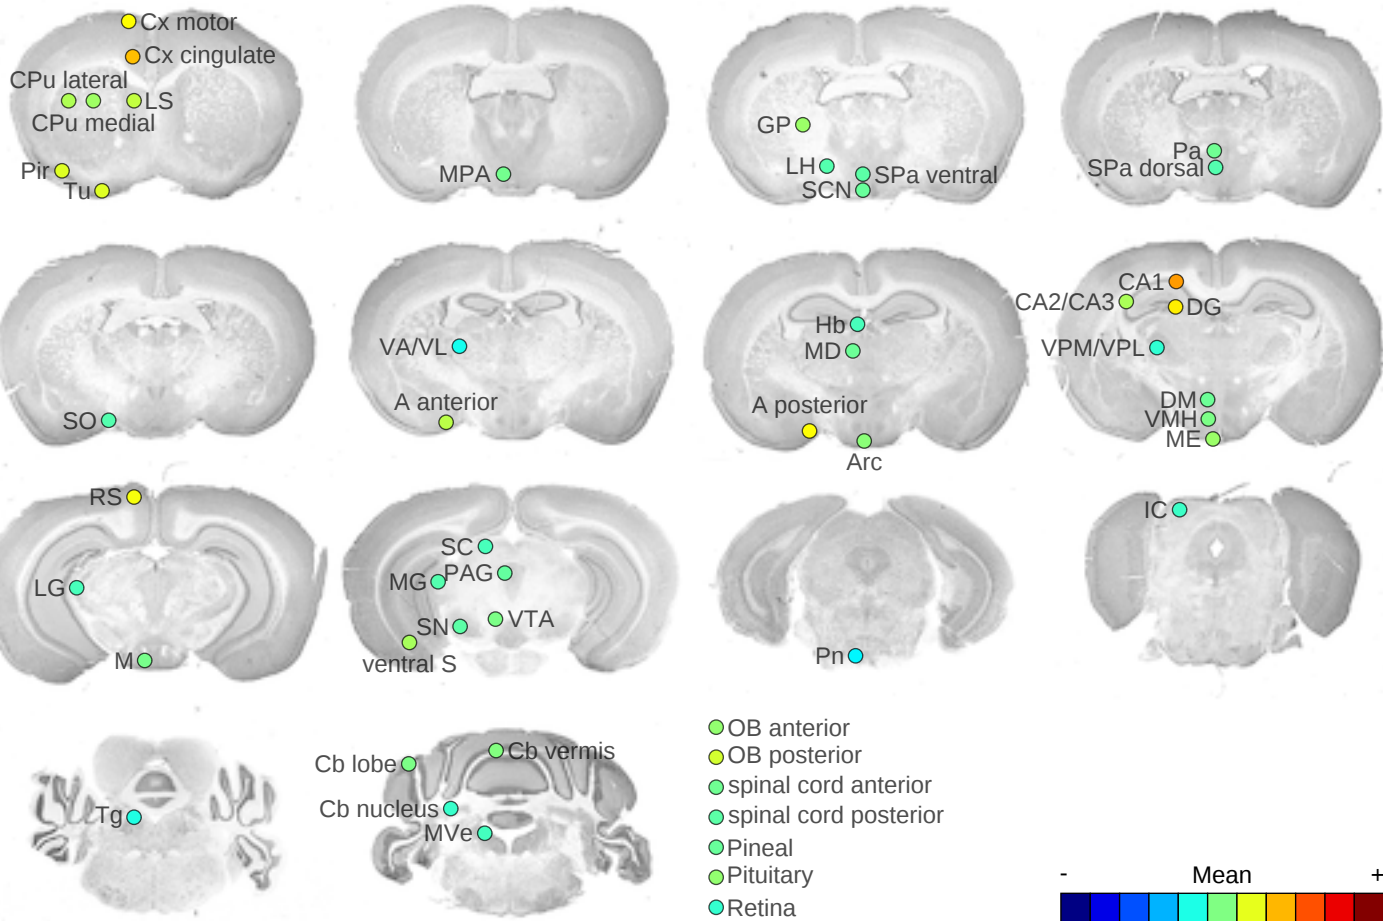 Cx motor
Cx cingulate
CPu lateral
LS
CPu medial
Pir
Tu
MPA
GP
LH
SPa ventral
SCN
Pa
SPa dorsal
SO
VA/VL
A anterior
Hb
MD
A posterior
Arc
CA1
CA2/CA3
DG
VPM/VPL
DM
VMH
ME
RS
LG
M
SC
PAG
MG
VTA
SN
ventral S
Pn
IC
Tg
Cb vermis
Cb lobe
Cb nucleus
MVe
OB anterior
OB posterior
spinal cord anterior
spinal cord posterior
Pineal
Pituitary
Retina
- Mean +